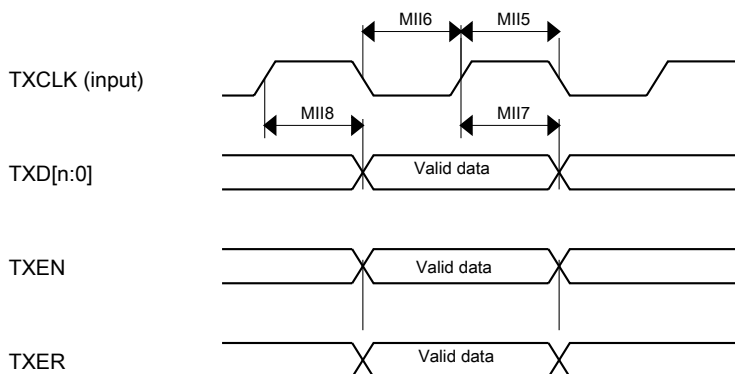 MII6 MII5
TXCLK (input)
MII8 MII7
TXD[n:0] Valid data
TXEN Valid data
TXER Valid data